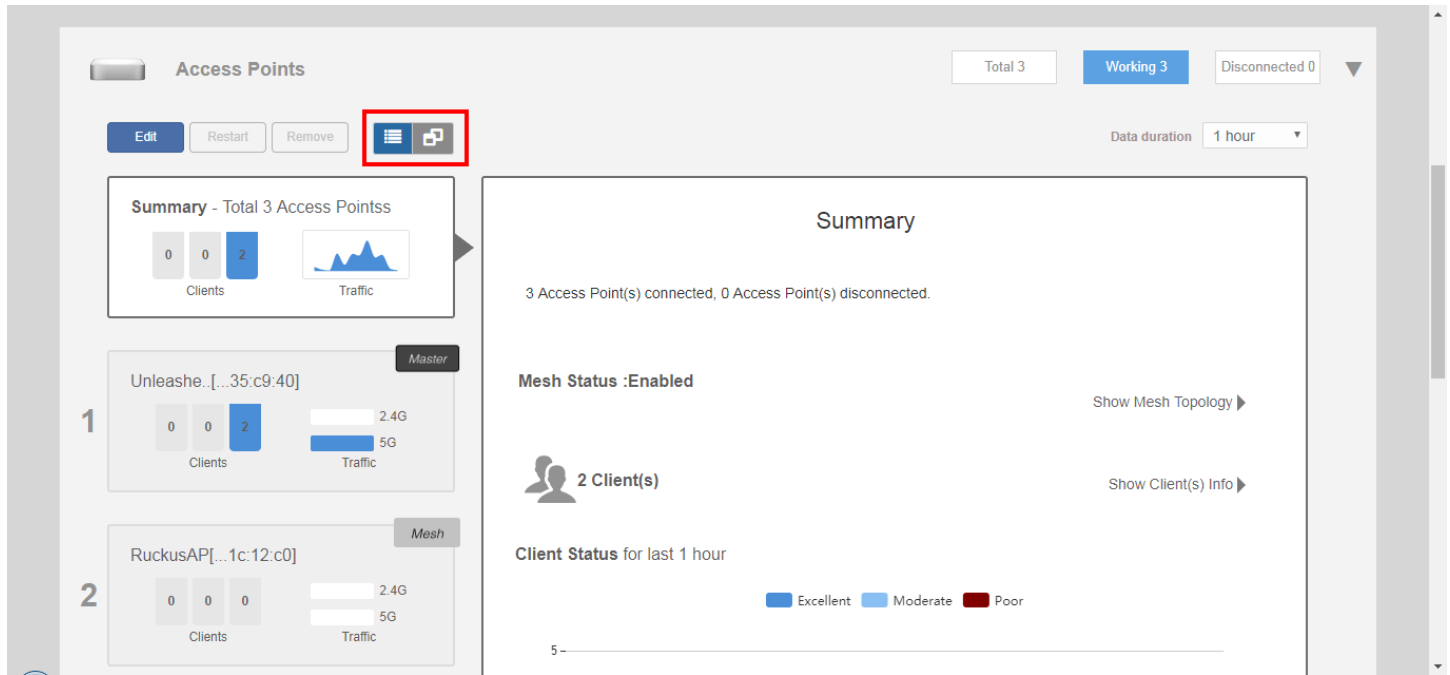 Access Points
Total 3
Working 3
Disconnected 0
Edit
Restart
Remove
Data duration
1 hour
Summary - Total 3 Access Pointss
0 0 2
Clients
Traffic
Master
Unleashe..[...35:c9:40]
1
0 0 2
2.4G
5G
Clients
Traffic
Mesh
RuckusAP[...1c:12:c0]
2
0 0 0
2.4G
5G
Clients
Traffic
Summary
3 Access Point(s) connected, 0 Access Point(s) disconnected.
Mesh Status :Enabled
Show Mesh Topology
2 Client(s)
Show Client(s) Info
Client Status for last 1 hour
Excellent
Moderate
Poor
5